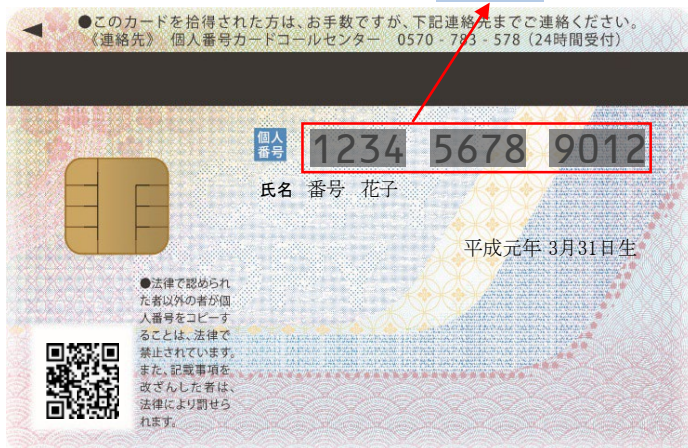 ●このカードを拾得された方は、お手数ですが、下記連絡先までご連絡ください。
《連絡先》 個人番号カードコールセンター 0570-783-578（24時間受付）
個人番号 1234 5678 9012
氏名 番号 花子
平成元年 3月31日生
●法律で認められ
た者以外の者が個
人番号をコピーす
ることは、法律で
禁止されています。
また、記載事項を
改ざんした者は、
法律により罰せら
れます。